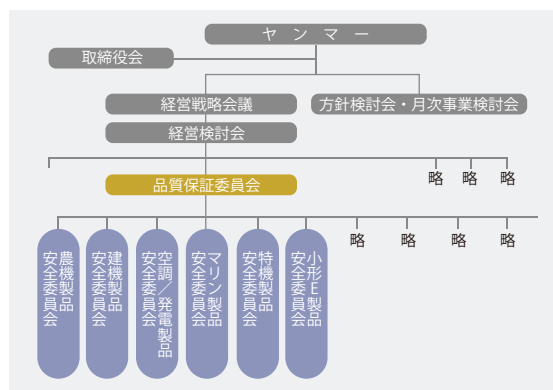 ヤンマー
取締役会
経営戦略会議
方針検討会・月次事業検討会
経営検討会
略
略
略
品質保証委員会
略
略
略
略
農機製品
安全委員会
建機製品
安全委員会
空調／発電製品
安全委員会
マリン製品
安全委員会
特機製品
安全委員会
小形E製品
安全委員会